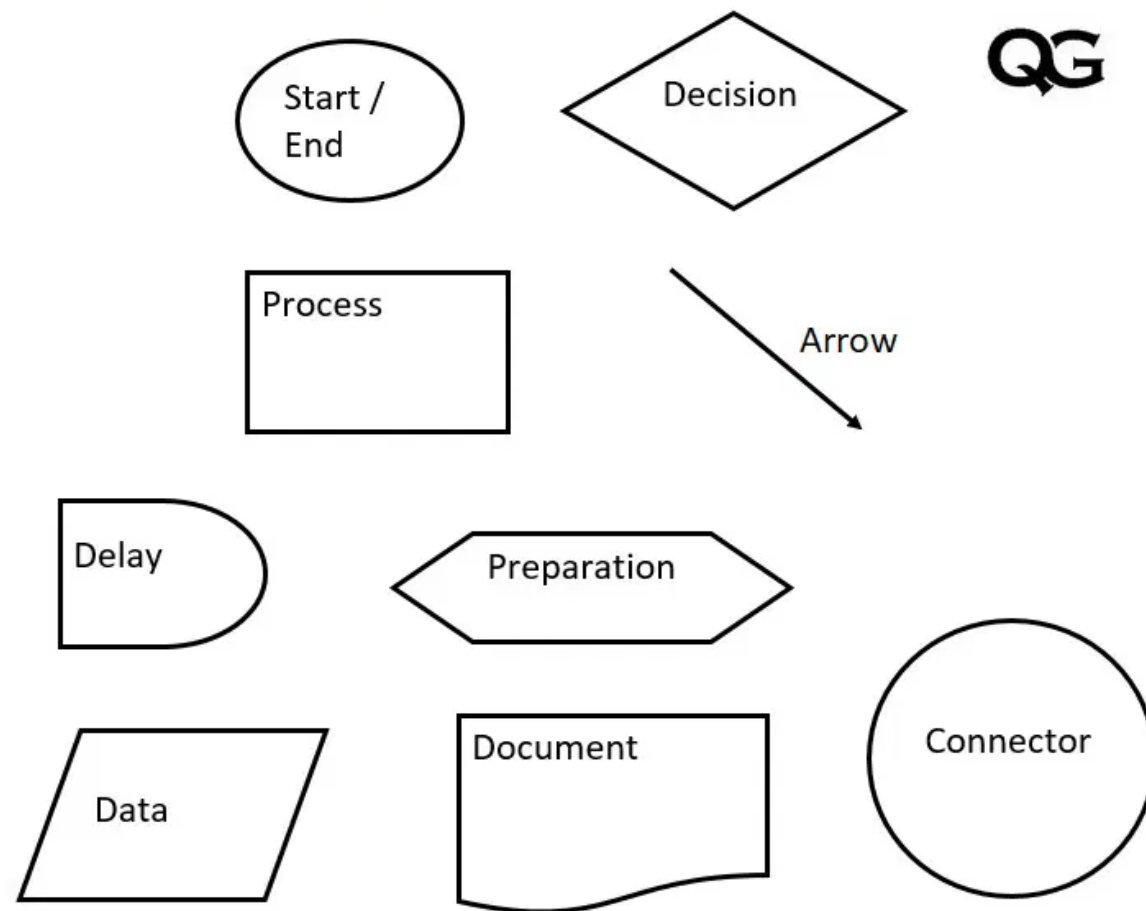 Start /
End
Decision
QG
Process
Arrow
Delay
Preparation
Document
Connector
Data